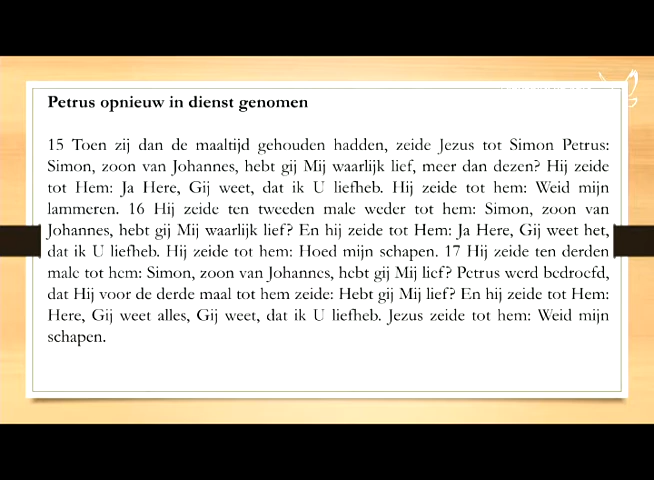 Petrus opnieuw in dienst genomen
15 Toen zij dan de maaltijd gehouden hadden, zeide Jezus tot Simon Petrus:
Simon, zoon van Johannes, hebt gij Mij waarlijk lief, meer dan dezen? Hij zeide
tot Hem: Ja Here, Gij weet, dat ik U liefheb. Hij zeide tot hem: Weid mijn
lammeren. 16 Hij zeide ten tweeden male weder tot hem: Simon, zoon van
Johannes, hebt gij Mij waarlijk lief? En hij zeide tot Hem: Ja Here, Gij weet het,
dat ik U liefheb. Hij zeide tot hem: Hoed mijn schapen. 17 Hij zeide ten derden
male tot hem: Simon, zoon van Johannes, hebt gij Mij lief? Petrus werd bedroefd,
dat Hij voor de derde maal tot hem zeide: Hebt gij Mij lief? En hij zeide tot Hem:
Here, Gij weet alles, Gij weet, dat ik U liefheb. Jezus zeide tot hem: Weid mijn
schapen.